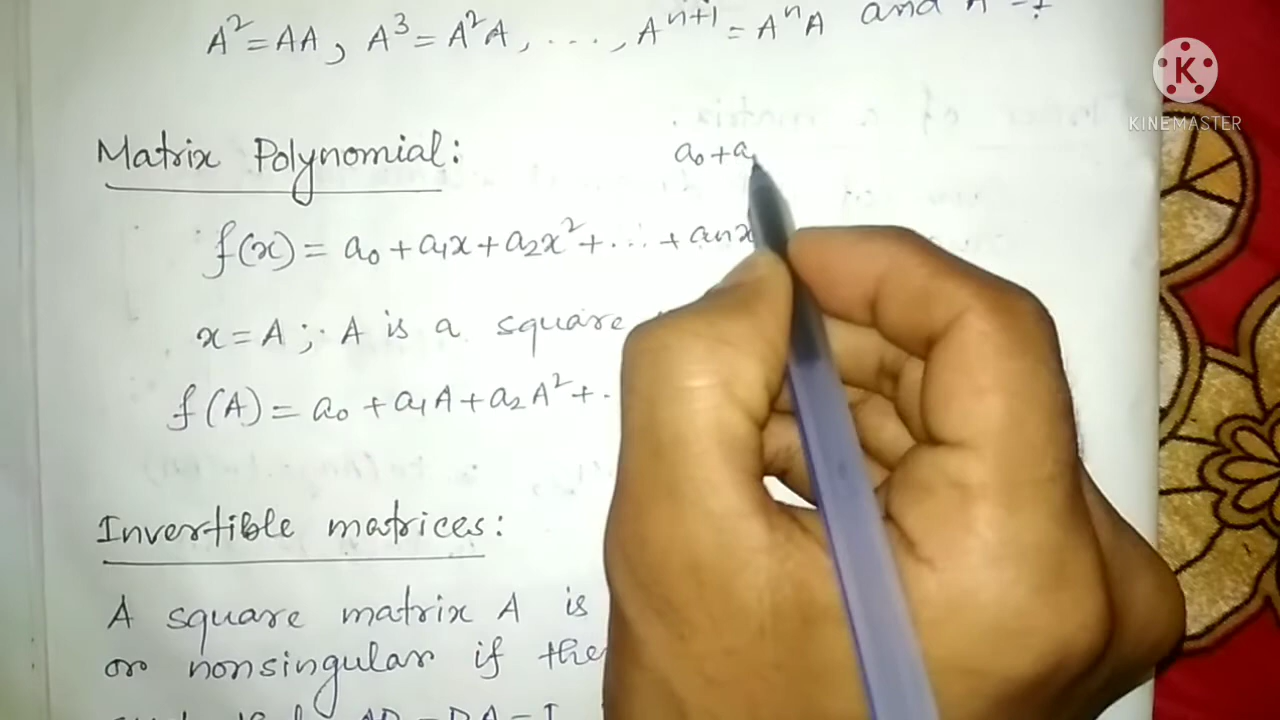 A² = AA, A³ = A²A, ..., Aⁿ⁺¹ = AⁿA and
KINEMASTER
Matrix Polynomial:
a₀ + a
f(x) = a₀ + a₁x + a₂x² + ... + anx
x = A ; A is a square
f(A) = a₀ + a₁A + a₂A² + .
Invertible matrices:
A square matrix A is
or nonsingular if the